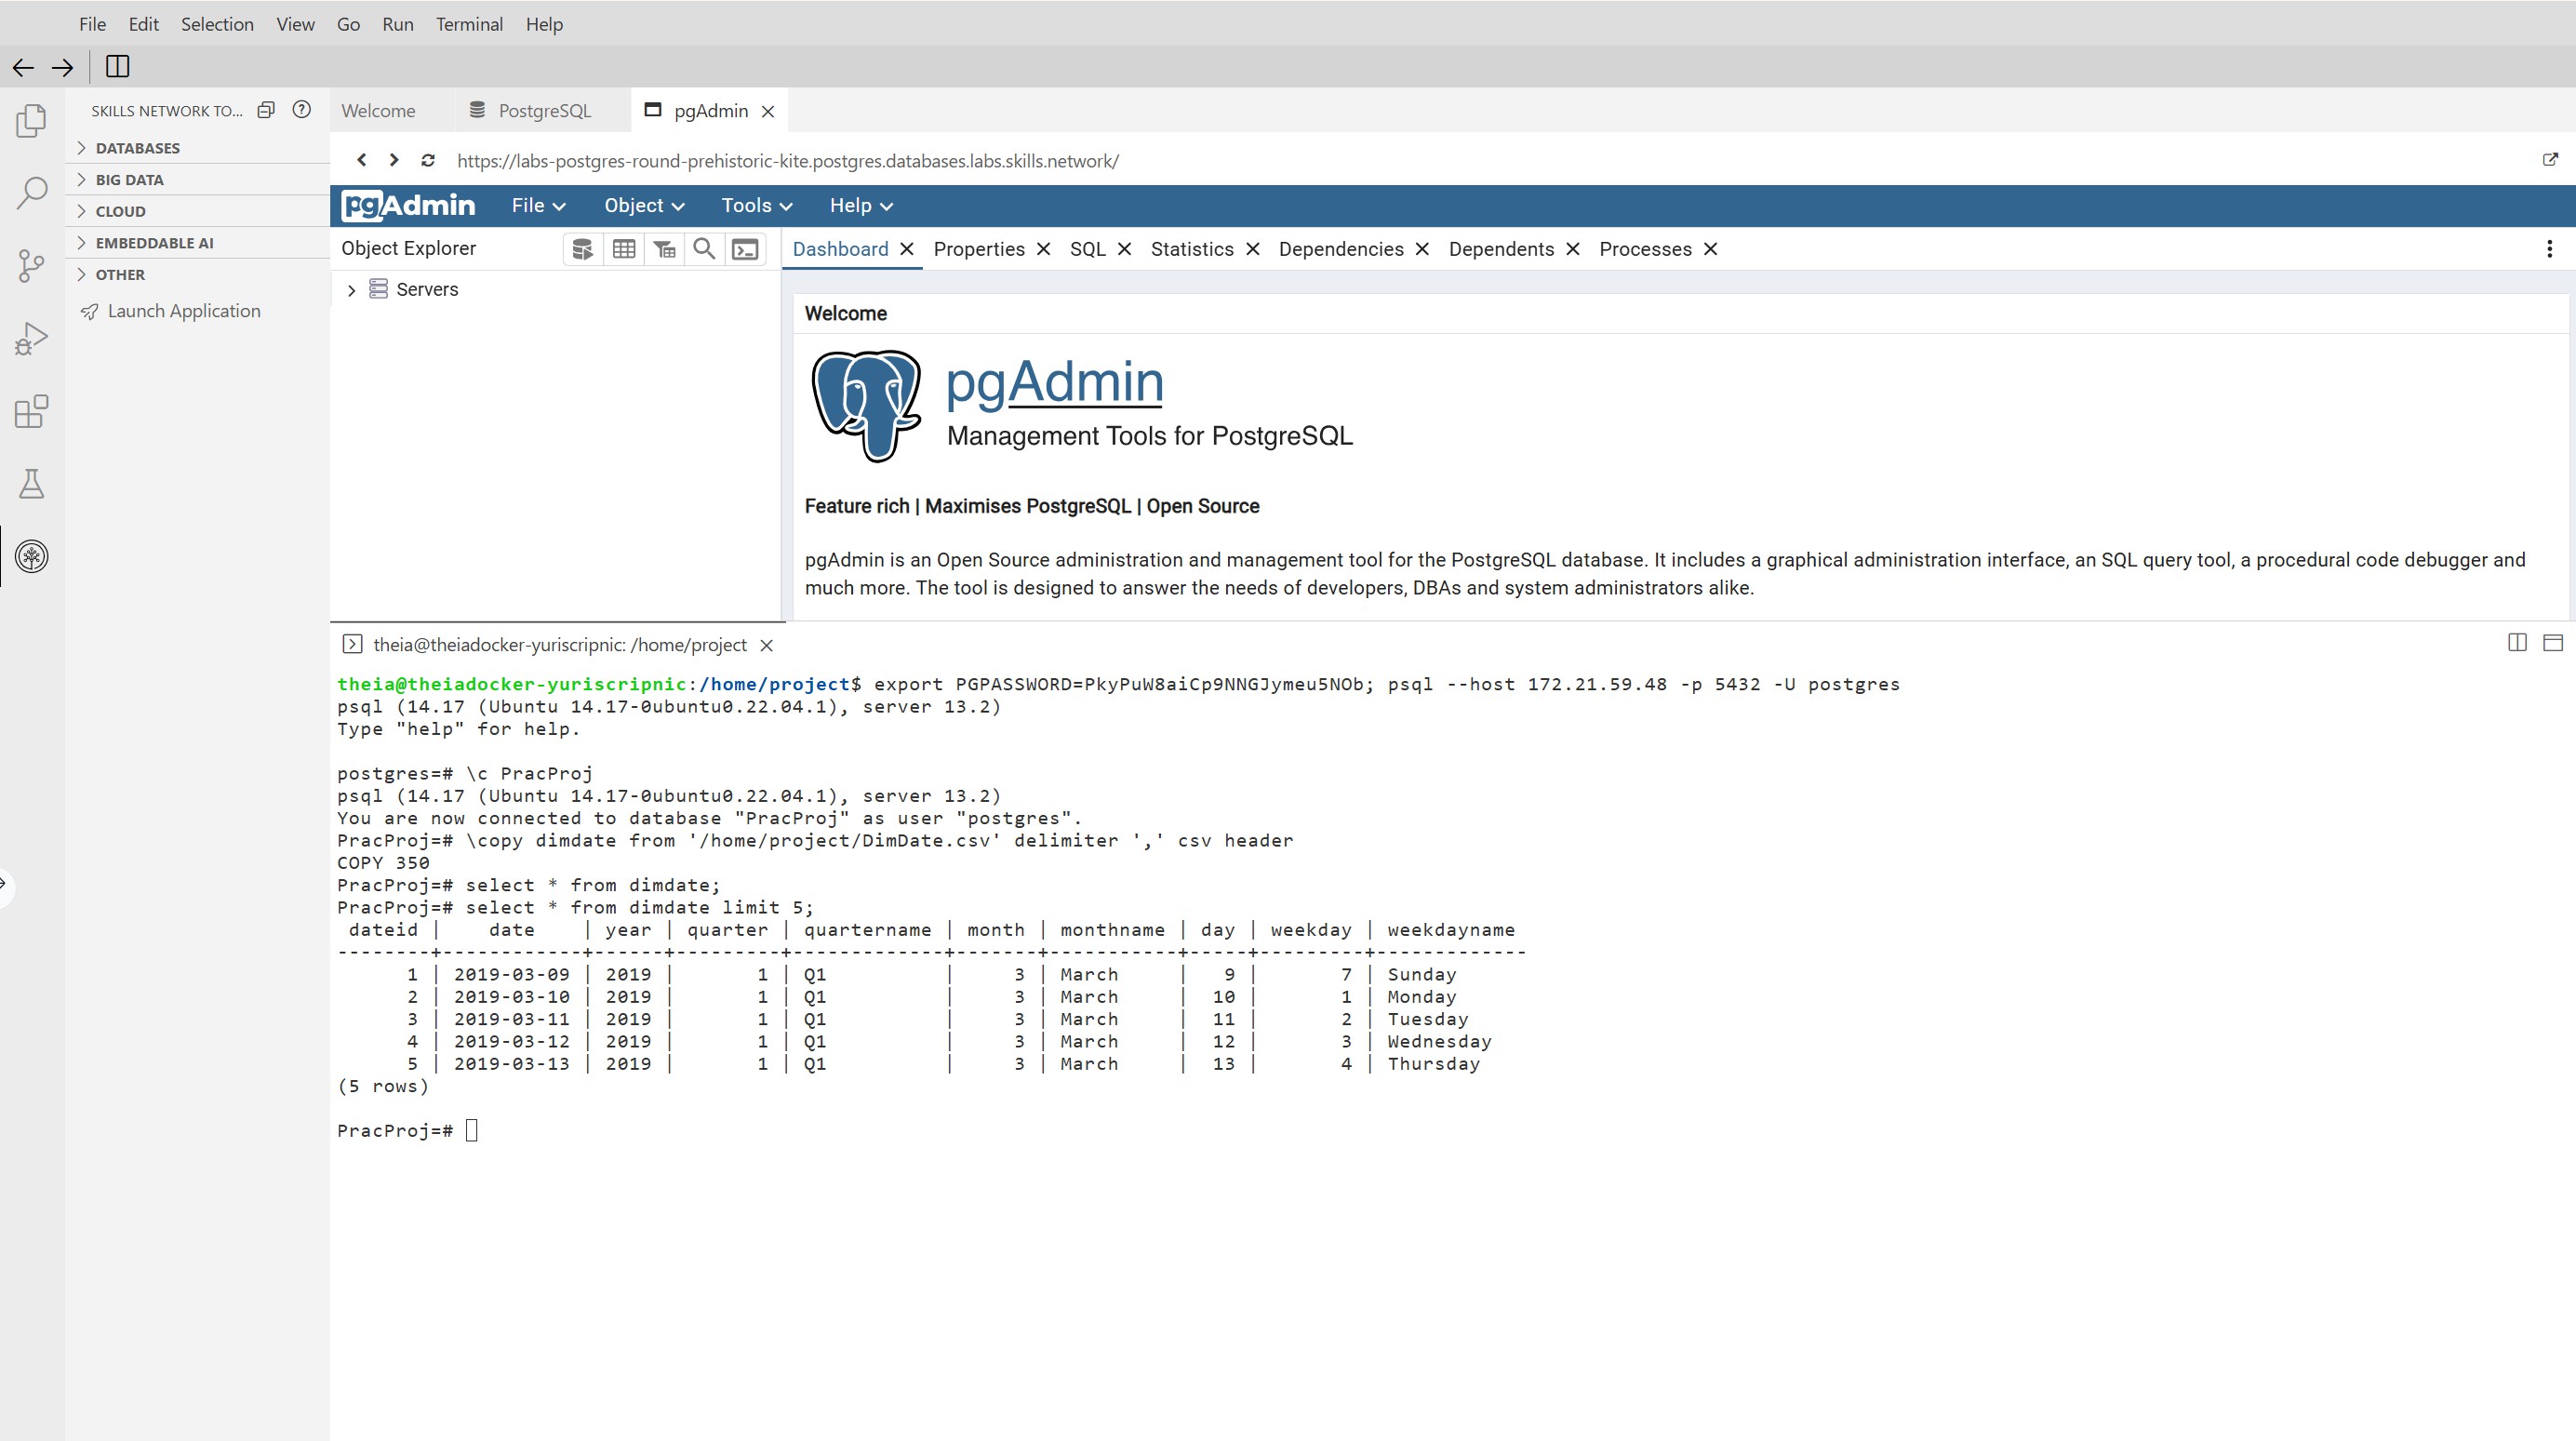 File Edit Selection View Go Run Terminal Help
SKILLS NETWORK TO...
DATABASES
BIG DATA
CLOUD
EMBEDDABLE AI
OTHER
Launch Application
Welcome PostgreSQL pgAdmin
https://labs-postgres-round-prehistoric-kite.postgres.databases.labs.skills.network/
pgAdmin File Object Tools Help
Object Explorer
Servers
Dashboard Properties SQL Statistics Dependencies Dependents Processes
Welcome
pgAdmin
Management Tools for PostgreSQL
Feature rich | Maximises PostgreSQL | Open Source
pgAdmin is an Open Source administration and management tool for the PostgreSQL database. It includes a graphical administration interface, an SQL query tool, a procedural code debugger and
much more. The tool is designed to answer the needs of developers, DBAs and system administrators alike.
theia@theiadocker-yuriscripnic: /home/project
theia@theiadocker-yuriscripnic:/home/project$ export PGPASSWORD=PkyPuW8aiCp9NNGJymeu5NOb; psql --host 172.21.59.48 -p 5432 -U postgres
psql (14.17 (Ubuntu 14.17-0ubuntu0.22.04.1), server 13.2)
Type "help" for help.
postgres=# \c PracProj
psql (14.17 (Ubuntu 14.17-0ubuntu0.22.04.1), server 13.2)
You are now connected to database "PracProj" as user "postgres".
PracProj=# \copy dimdate from '/home/project/DimDate.csv' delimiter ',' csv header
COPY 350
PracProj=# select * from dimdate;
PracProj=# select * from dimdate limit 5;
 dateid |    date    | year | quarter | quartername | month | monthname | day | weekday | weekdayname
--------+------------+------+---------+-------------+-------+-----------+-----+---------+-------------
      1 | 2019-03-09 | 2019 |       1 | Q1          |     3 | March     |   9 |       7 | Sunday
      2 | 2019-03-10 | 2019 |       1 | Q1          |     3 | March     |  10 |       1 | Monday
      3 | 2019-03-11 | 2019 |       1 | Q1          |     3 | March     |  11 |       2 | Tuesday
      4 | 2019-03-12 | 2019 |       1 | Q1          |     3 | March     |  12 |       3 | Wednesday
      5 | 2019-03-13 | 2019 |       1 | Q1          |     3 | March     |  13 |       4 | Thursday
(5 rows)
PracProj=#